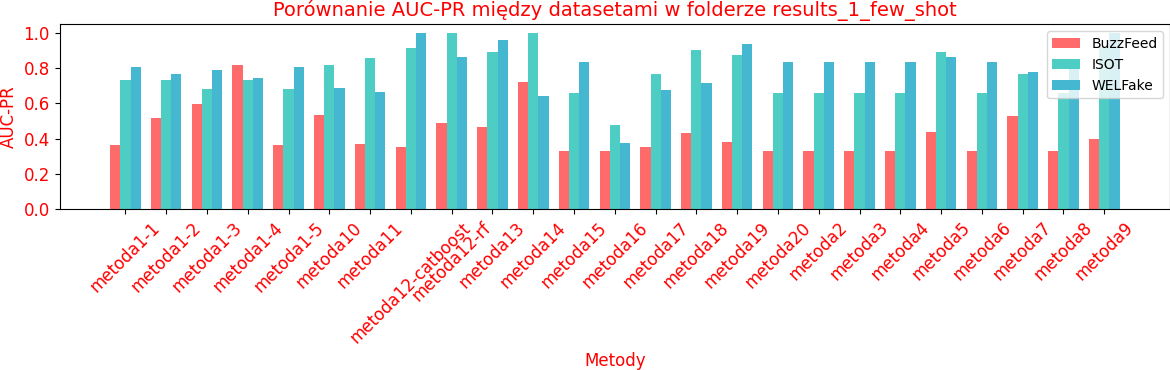 Porównanie AUC-PR między datasetami w folderze results_1_few_shot
AUC-PR
1.0
0.8
0.6
0.4
0.2
0.0
BuzzFeed
ISOT
WELFake
metoda1-1
metoda1-2
metoda1-3
metoda1-4
metoda1-5
metoda10
metoda11
metoda12-catboost
metoda12-rf
metoda13
metoda14
metoda15
metoda16
metoda17
metoda18
metoda19
metoda20
metoda2
metoda3
metoda4
metoda5
metoda6
metoda7
metoda8
metoda9
Metody